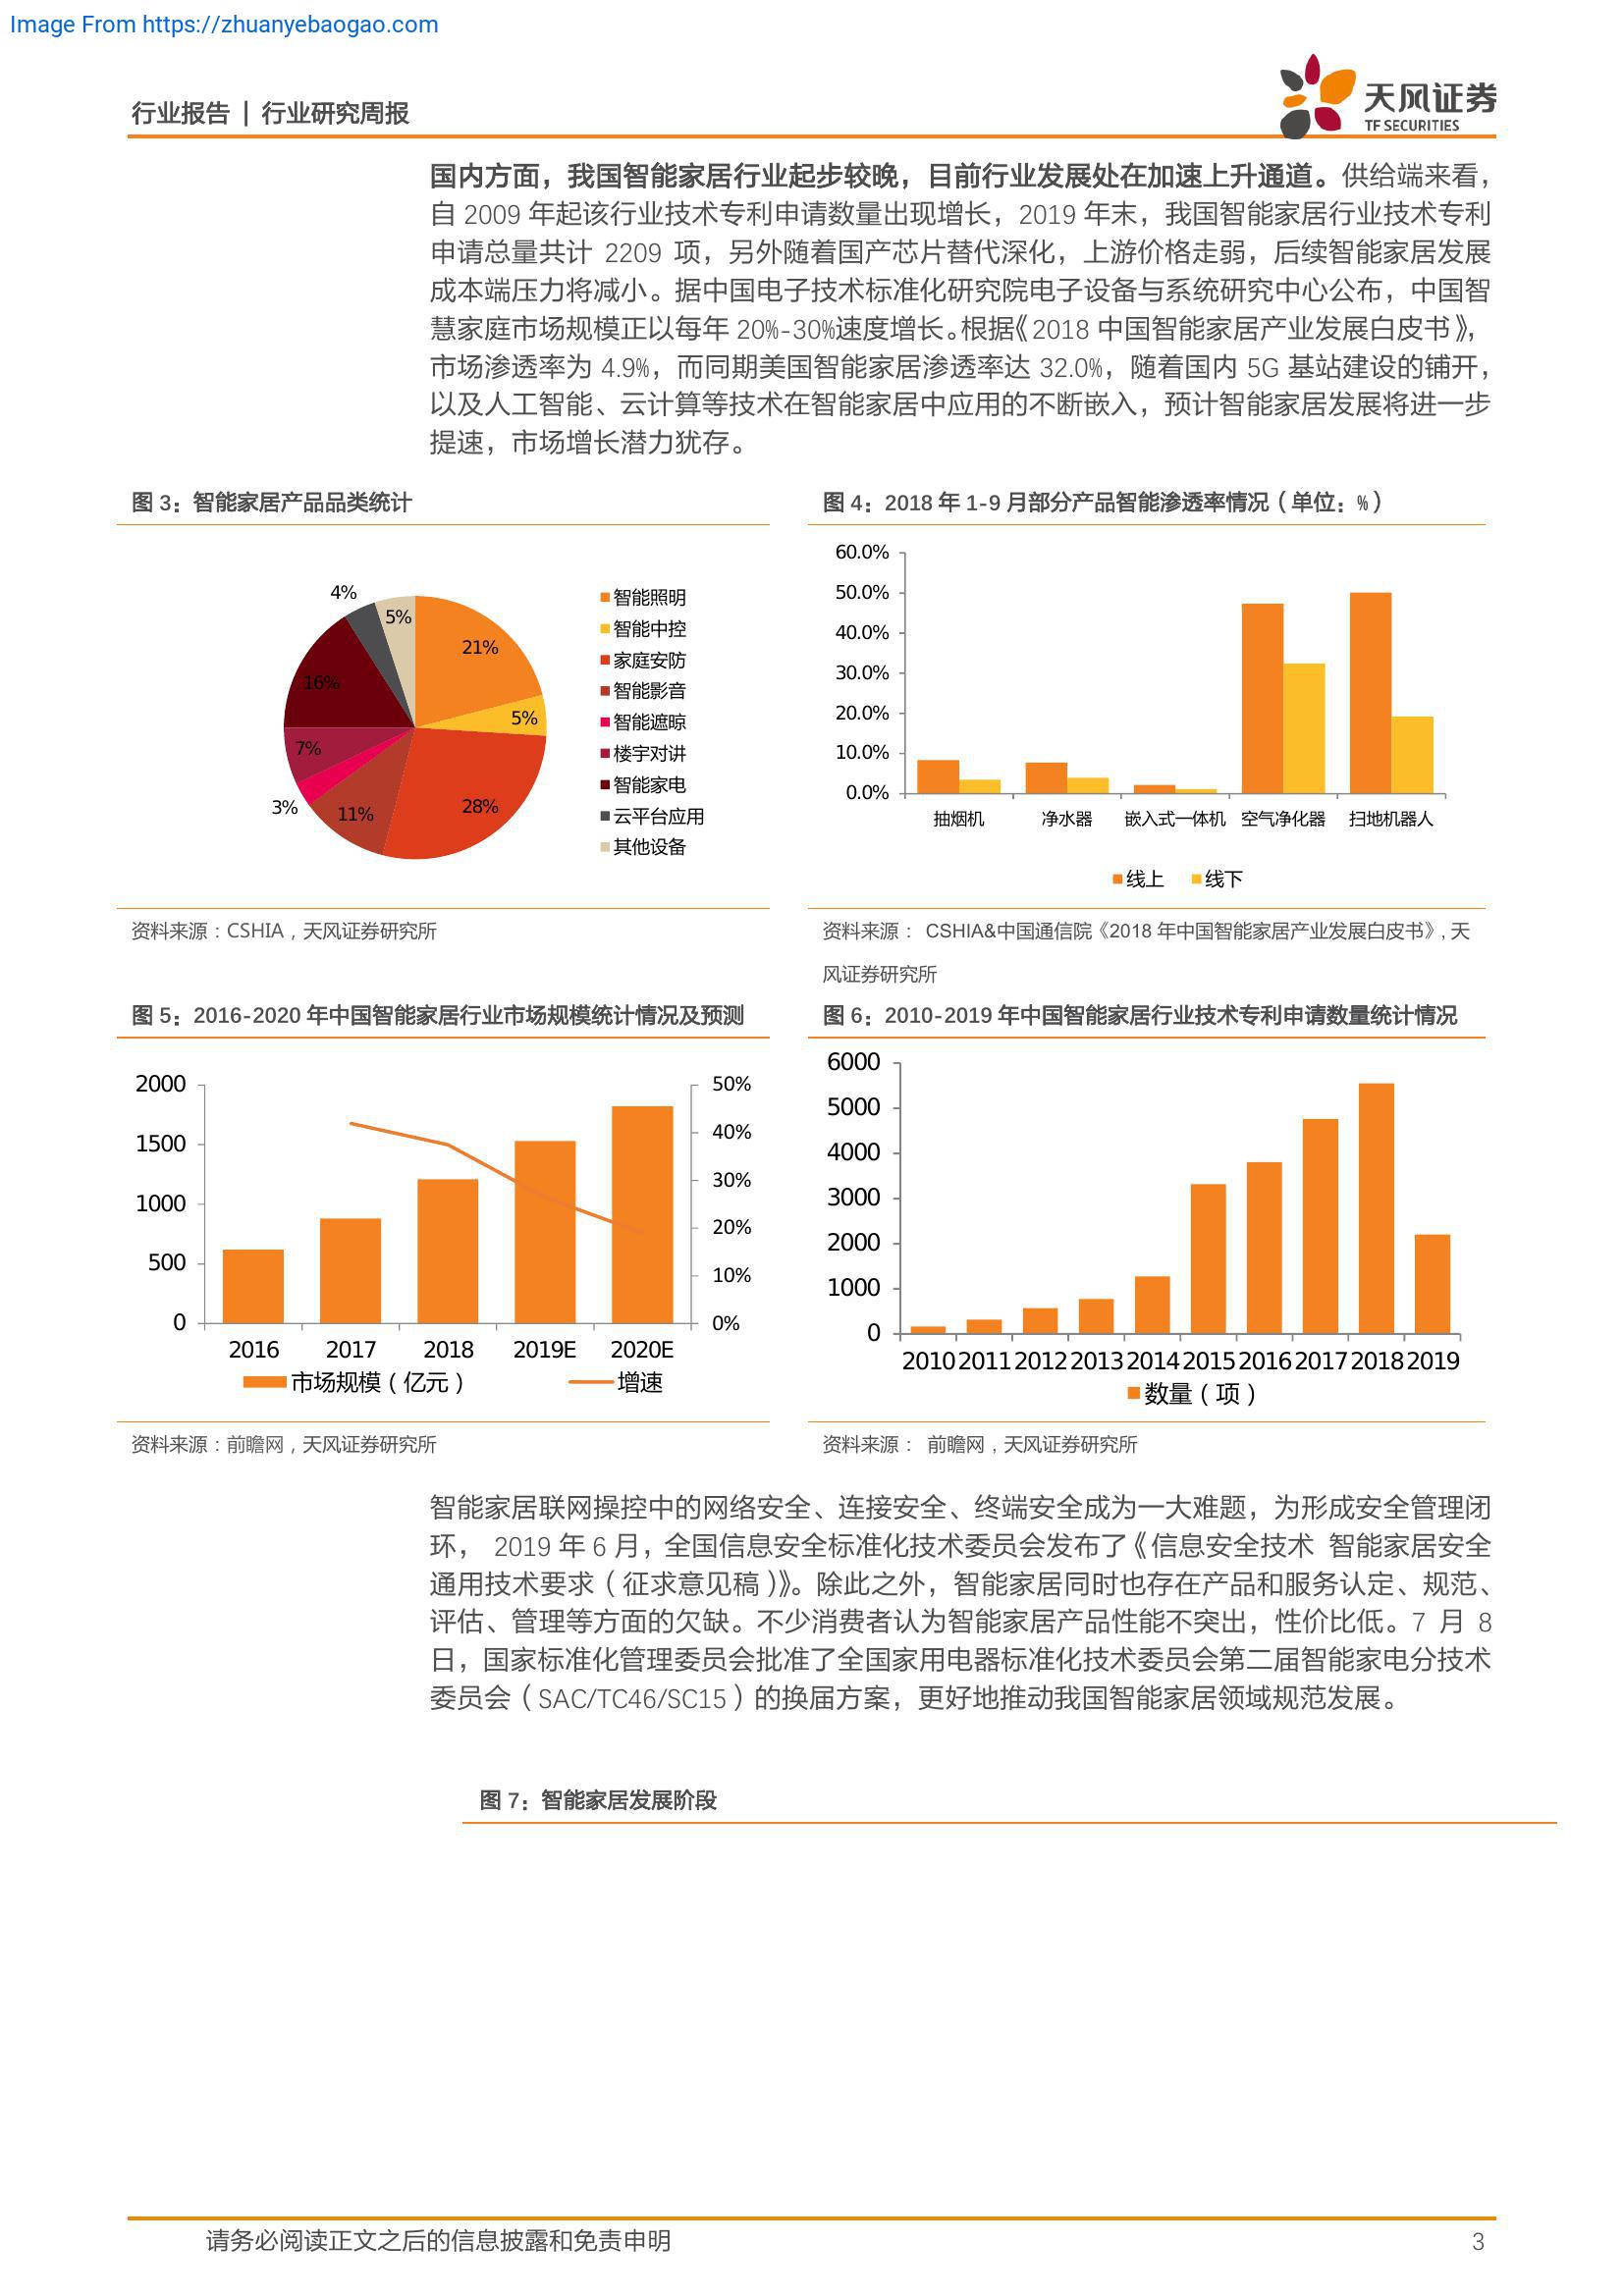 Image From https://zhuanyebaogao.com
行业报告 | 行业研究周报
天风证券
TF SECURITIES
国内方面，我国智能家居行业起步较晚，目前行业发展处在加速上升通道。供给端来看，
自 2009 年起该行业技术专利申请数量出现增长，2019 年末，我国智能家居行业技术专利
申请总量共计 2209 项，另外随着国产芯片替代深化，上游价格走弱，后续智能家居发展
成本端压力将减小。据中国电子技术标准化研究院电子设备与系统研究中心公布，中国智
慧家庭市场规模正以每年 20%-30%速度增长。根据《2018 中国智能家居产业发展白皮书》，
市场渗透率为 4.9%，而同期美国智能家居渗透率达 32.0%，随着国内 5G 基站建设的铺开，
以及人工智能、云计算等技术在智能家居中应用的不断嵌入，预计智能家居发展将进一步
提速，市场增长潜力犹存。
图 3：智能家居产品品类统计
4%
5%
21%
16%
5%
7%
3%
11%
28%
智能照明
智能中控
家庭安防
智能影音
智能遮晾
楼宇对讲
智能家电
云平台应用
其他设备
资料来源：CSHIA，天风证券研究所
图 4：2018 年 1-9 月部分产品智能渗透率情况（单位：%）
60.0%
50.0%
40.0%
30.0%
20.0%
10.0%
0.0%
抽烟机 净水器 嵌入式一体机 空气净化器 扫地机器人
线上 线下
资料来源： CSHIA&中国通信院《2018 年中国智能家居产业发展白皮书》, 天
风证券研究所
图 5：2016-2020 年中国智能家居行业市场规模统计情况及预测
2000
1500
1000
500
0
50%
40%
30%
20%
10%
0%
2016 2017 2018 2019E 2020E
市场规模（亿元） 增速
资料来源：前瞻网，天风证券研究所
图 6：2010-2019 年中国智能家居行业技术专利申请数量统计情况
6000
5000
4000
3000
2000
1000
0
2010 2011 2012 2013 2014 2015 2016 2017 2018 2019
数量（项）
资料来源： 前瞻网，天风证券研究所
智能家居联网操控中的网络安全、连接安全、终端安全成为一大难题，为形成安全管理闭
环， 2019 年 6 月，全国信息安全标准化技术委员会发布了《信息安全技术 智能家居安全
通用技术要求（征求意见稿）》。除此之外，智能家居同时也存在产品和服务认定、规范、
评估、管理等方面的欠缺。不少消费者认为智能家居产品性能不突出，性价比低。7 月 8
日，国家标准化管理委员会批准了全国家用电器标准化技术委员会第二届智能家电分技术
委员会（SAC/TC46/SC15）的换届方案，更好地推动我国智能家居领域规范发展。
图 7：智能家居发展阶段
请务必阅读正文之后的信息披露和免责申明
3